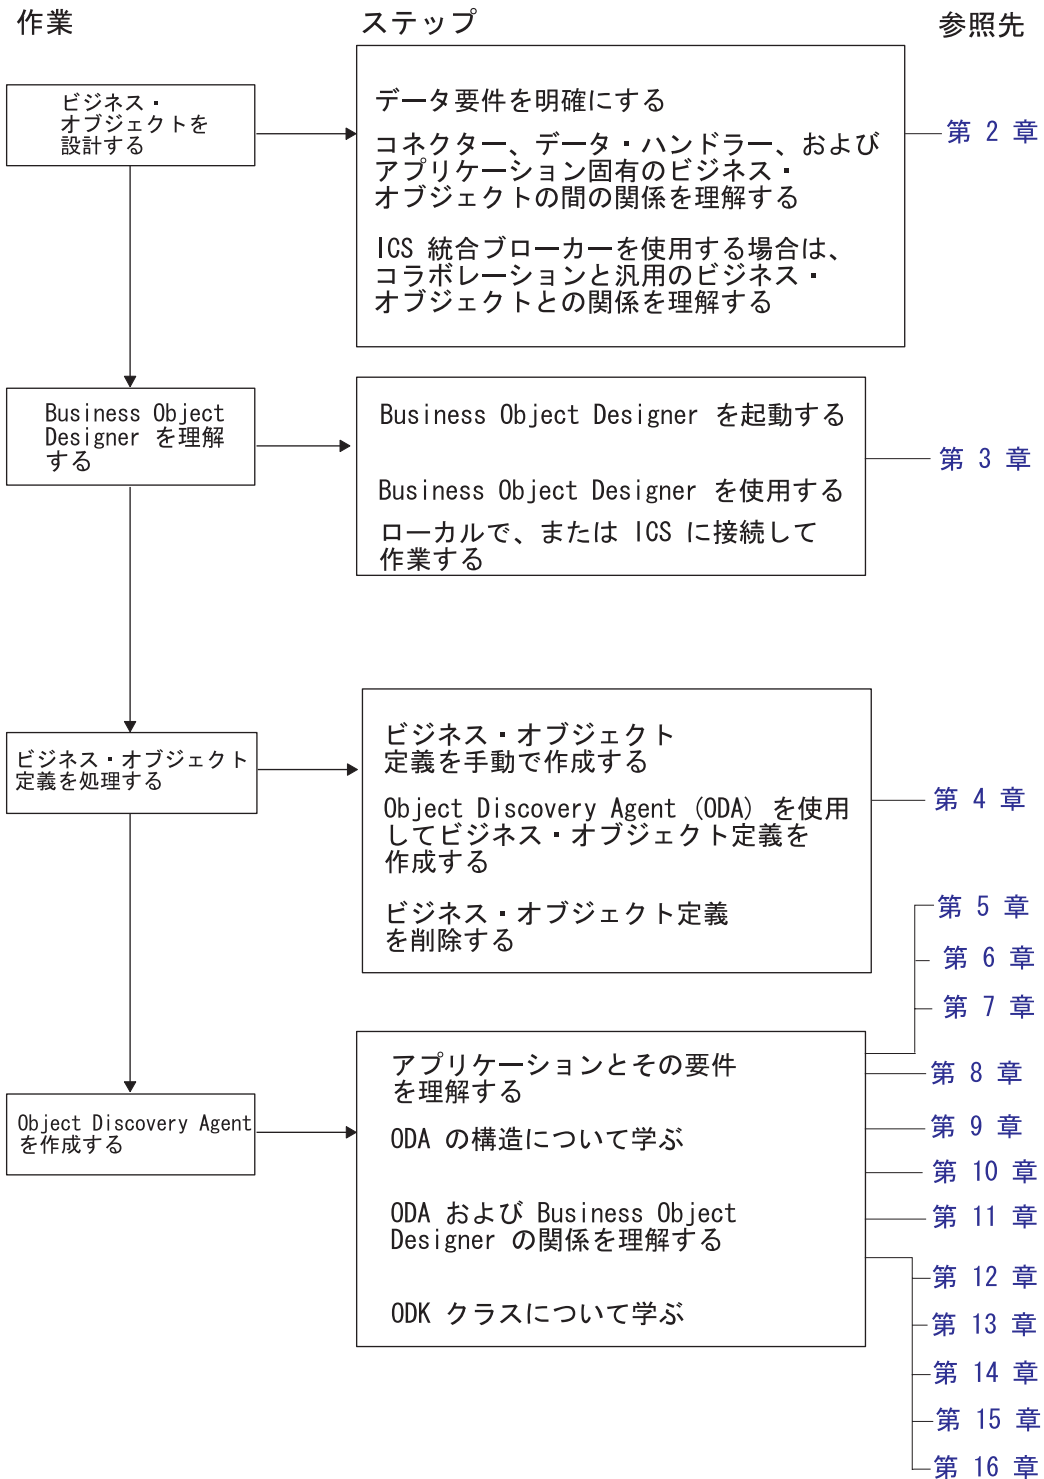 作業
ステップ
参照先
ビジネス・
オブジェクトを
設計する
データ要件を明確にする
コネクター、データ・ハンドラー、および
アプリケーション固有のビジネス・
オブジェクトの間の関係を理解する
ICS 統合ブローカーを使用する場合は、
コラボレーションと汎用のビジネス・
オブジェクトとの関係を理解する
第 2 章
Business Object
Designer を理解
する
Business Object Designer を起動する
Business Object Designer を使用する
ローカルで、または ICS に接続して
作業する
第 3 章
ビジネス・オブジェクト
定義を処理する
ビジネス・オブジェクト
定義を手動で作成する
Object Discovery Agent (ODA) を使用
してビジネス・オブジェクト定義を
作成する
ビジネス・オブジェクト定義
を削除する
第 4 章
Object Discovery Agent
を作成する
アプリケーションとその要件
を理解する
ODA の構造について学ぶ
ODA および Business Object
Designer の関係を理解する
ODK クラスについて学ぶ
第 5 章
第 6 章
第 7 章
第 8 章
第 9 章
第 10 章
第 11 章
第 12 章
第 13 章
第 14 章
第 15 章
第 16 章